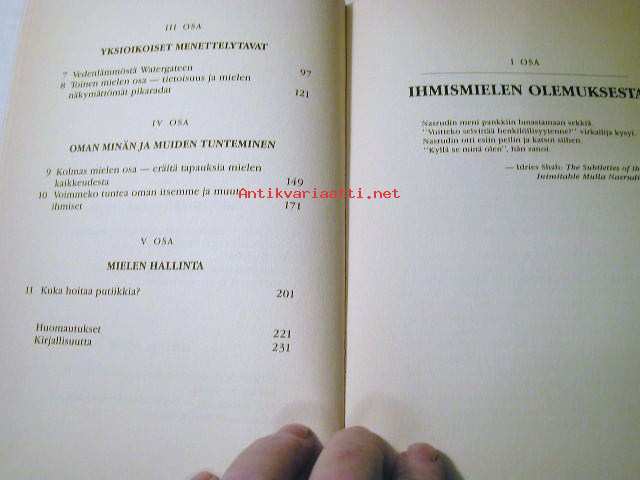 III OSA
YKSIOIKOISET MENETTELYTAVAT
7 Vedenlämmöstä Watergateen 97
8 Toinen mielen osa — tietoisuus ja mielen
näkymättömät pikaradat 121
IV OSA
OMAN MINÄN JA MUIDEN TUNTEMINEN
9 Kolmas mielen osa — eräitä tapauksia mielen
kaikkeudesta 149
10 Voimmeko tuntea oman itsemme ja muut
ihmiset 171
V OSA
MIELEN HALLINTA
11 Kuka hoitaa putiikkia? 201
Huomautukset 221
Kirjallisuutta 231
Antikvariaatti.net
I OSA
IHMISMIELEN OLEMUKSESTA
Nasrudin meni pankkiin lunastamaan sekkiä.
"Voitteko selvittää henkilöllisyytenne?" virkailija kysyi.
Nasrudin otti esiin peilin ja katsoi siihen.
"Kyllä se minä olen", hän sanoi.
— Idries Shah: The Subtleties of the
Inimitable Mulla Nasrudin